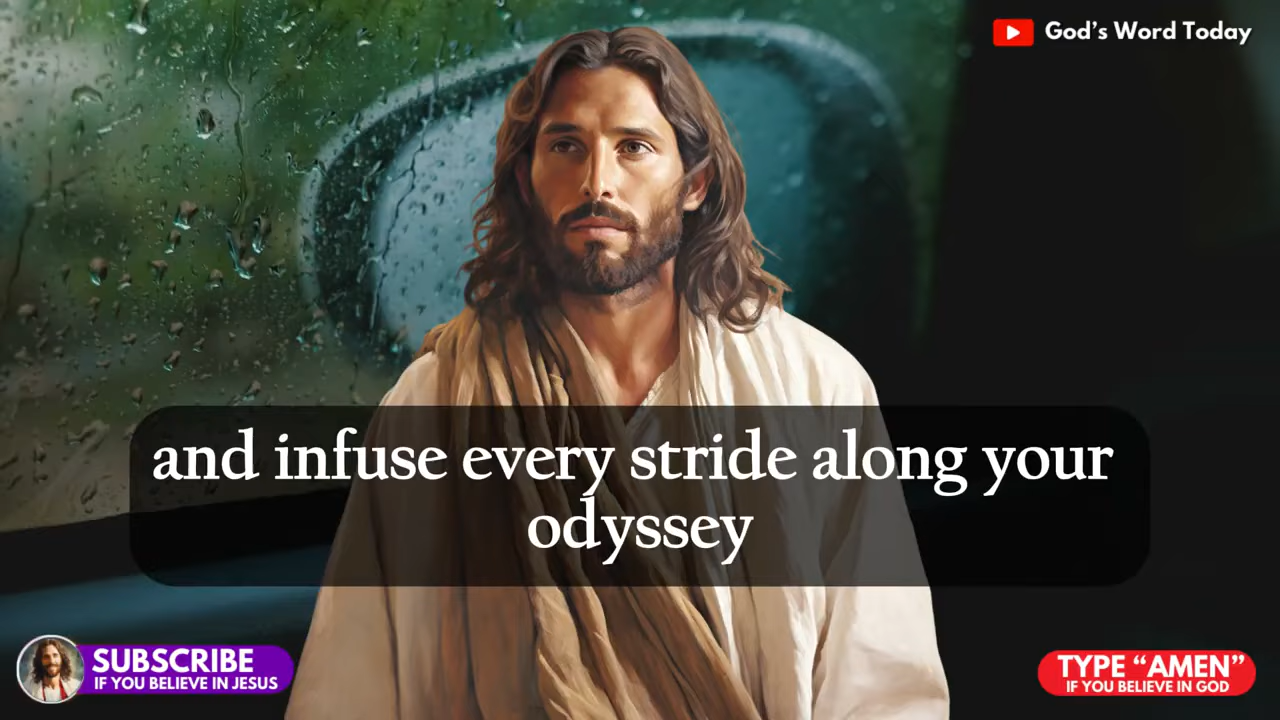 God's Word Today
and infuse every stride along your
odyssey
SUBSCRIBE
IF YOU BELIEVE IN JESUS
TYPE “AMEN”
IF YOU BELIEVE IN GOD